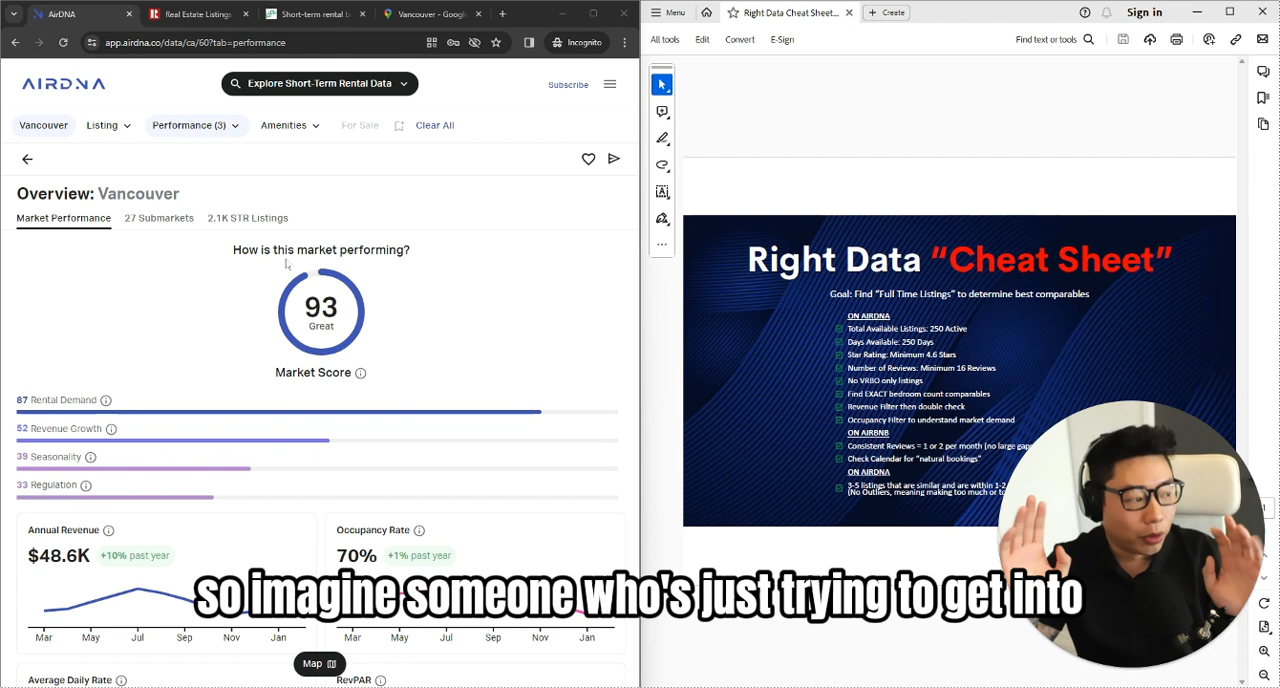 AirDNA
Real Estate Listings
Short-term rental b
Vancouver - Goog
app.airdna.co/data/ca/60?tab=performance
Incognito
AIRDNA
Explore Short-Term Rental Data
Subscribe
Vancouver
Listing
Performance (3)
Amenities
For Sale
Clear All
Overview: Vancouver
Market Performance
27 Submarkets
2.1K STR Listings
How is this market performing?
93
Great
Market Score
87 Rental Demand
52 Revenue Growth
39 Seasonality
33 Regulation
Annual Revenue
$48.6K +10% past year
Mar May Jul Sep Nov Jan
Occupancy Rate
70% +1% past year
Mar May Jul Sep Nov Jan
Map
Average Daily Rate
RevPAR
Menu
Right Data Cheat Sheet...
Create
Sign in
All tools
Edit
Convert
E-Sign
Find text or tools
Right Data “Cheat Sheet”
Goal: Find “Full Time Listings” to determine best comparables
ON AIRDNA
Total Available Listings: 250 Active
Days Available: 250 Days
Star Rating: Minimum 4.6 Stars
Number of Reviews: Minimum 16 Reviews
No VRBO only listings
Find EXACT bedroom count comparables
Revenue Filter then double check
Occupancy Filter to understand market demand
ON AIRBNB
Consistent Reviews = 1 or 2 per month (no large gaps
Check Calendar for “natural bookings”
ON AIRDNA
3-5 listings that are similar and are within 1-2
(No Outliers, meaning making too much or to
so imagine someone who's just trying to get into